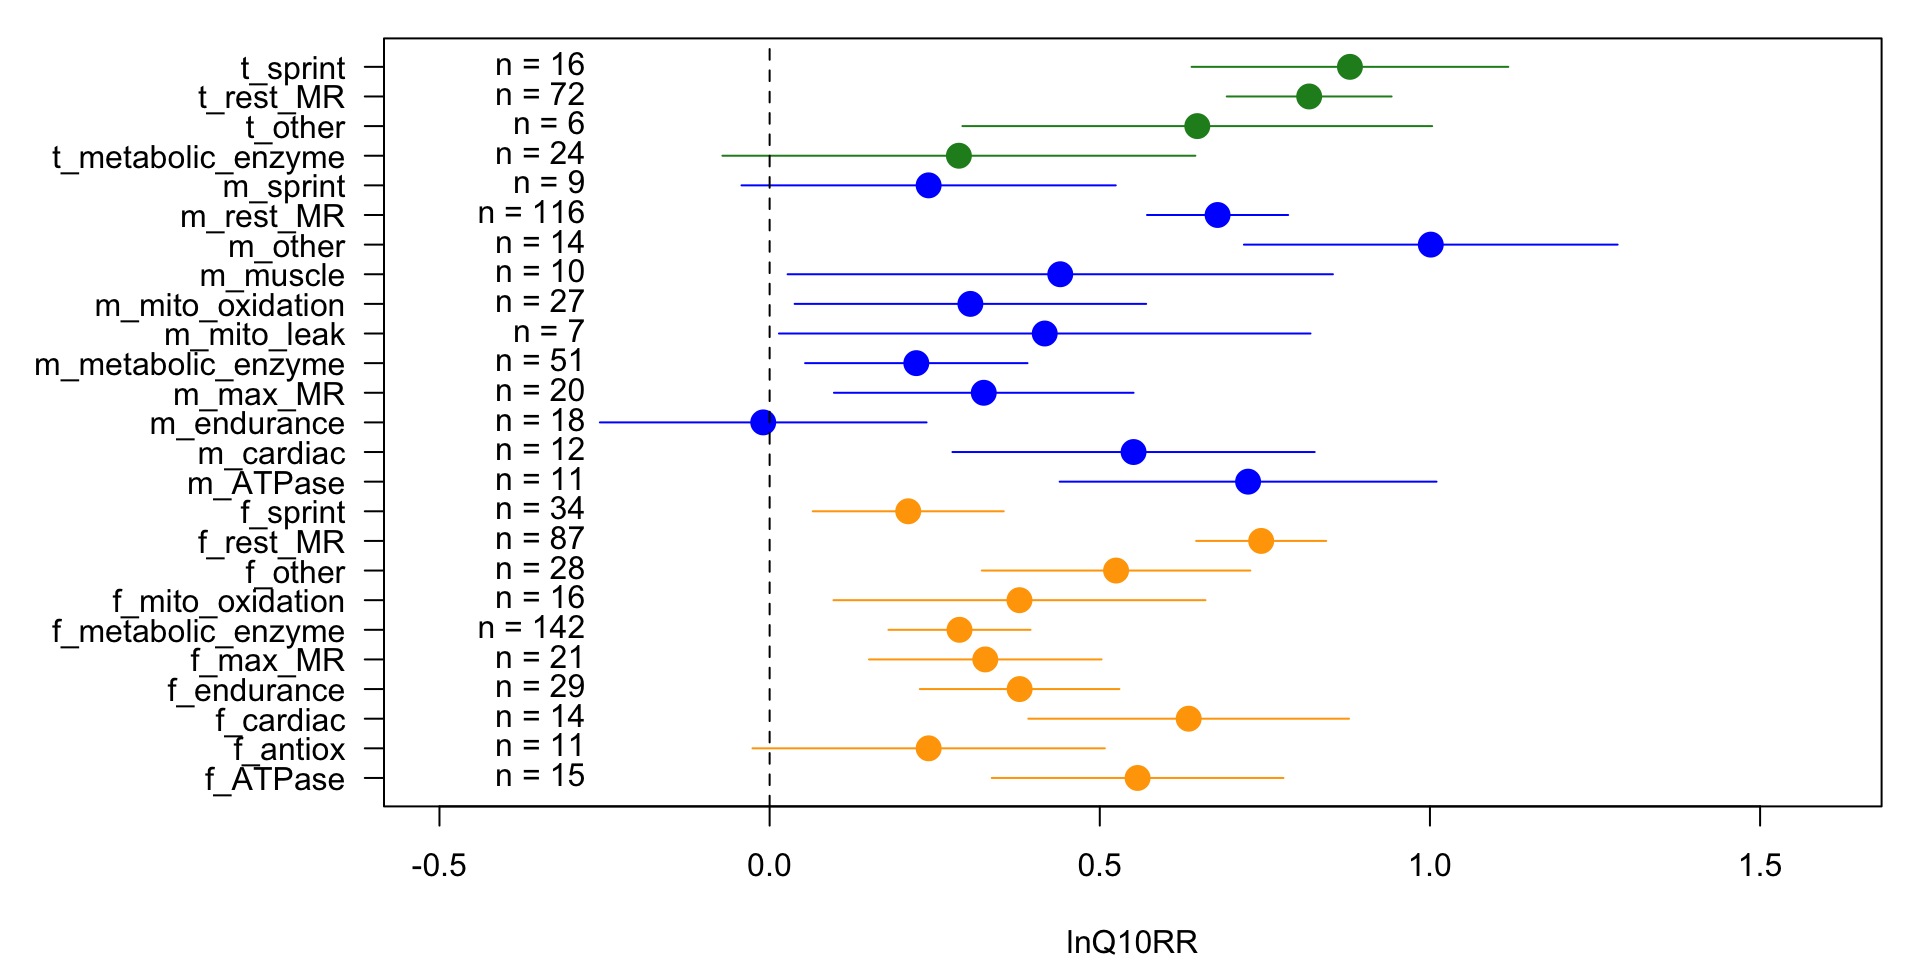 t_sprint n = 16
t_rest_MR n = 72
t_other n = 6
t_metabolic_enzyme n = 24
m_sprint n = 9
m_rest_MR n = 116
m_other n = 14
m_muscle n = 10
m_mito_oxidation n = 27
m_mito_leak n = 7
m_metabolic_enzyme n = 51
m_max_MR n = 20
m_endurance n = 18
m_cardiac n = 12
m_ATPase n = 11
f_sprint n = 34
f_rest_MR n = 87
f_other n = 28
f_mito_oxidation n = 16
f_metabolic_enzyme n = 142
f_max_MR n = 21
f_endurance n = 29
f_cardiac n = 14
f_antiox n = 11
f_ATPase n = 15
-0.5 0.0 0.5 1.0 1.5
lnQ10RR